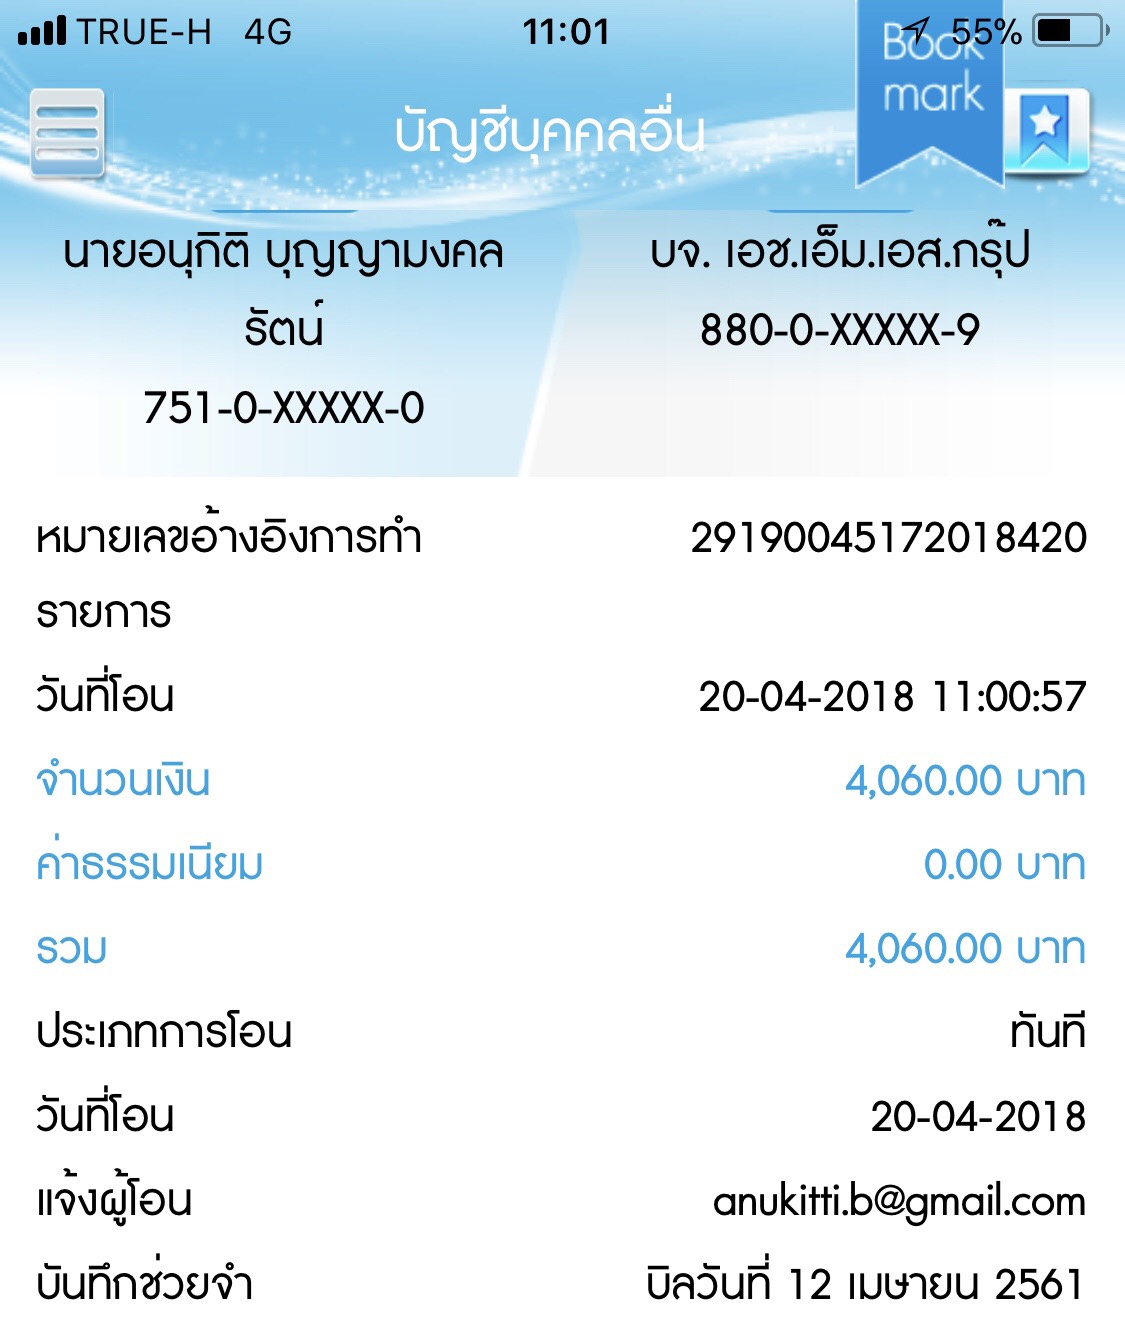 TRUE-H 4G 11:01 55%
Book
mark
บัญชีบุคคลอื่น
นายอนุกิติ บุญญามงคล
รัตน์
751-0-XXXXX-0
บจ. เอช.เอ็ม.เอส.กรุ๊ป
880-0-XXXXX-9
หมายเลขอ้างอิงการทำ
รายการ
29190045172018420
วันที่โอน 20-04-2018 11:00:57
จำนวนเงิน 4,060.00 บาท
ค่าธรรมเนียม 0.00 บาท
รวม 4,060.00 บาท
ประเภทการโอน ทันที
วันที่โอน 20-04-2018
แจ้งผู้โอน anukitti.b@gmail.com
บันทึกช่วยจำ บิลวันที่ 12 เมษายน 2561